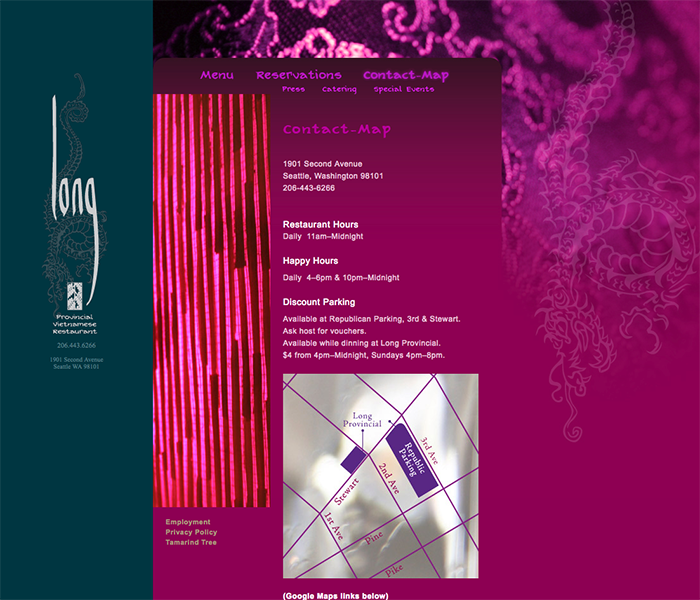 long
Provincial
Vietnamese
Restaurant
206.443.6266
1901 Second Avenue
Seattle WA 98101
Menu Reservations Contact-Map
Press Catering Special Events
Contact-Map
1901 Second Avenue
Seattle, Washington 98101
206-443-6266
Restaurant Hours
Daily 11am–Midnight
Happy Hours
Daily 4–6pm & 10pm–Midnight
Discount Parking
Available at Republican Parking, 3rd & Stewart.
Ask host for vouchers.
Available while dinning at Long Provincial.
$4 from 4pm–Midnight, Sundays 4pm–8pm.
Long
Provincial
Republic
Parking
3rd Ave
2nd Ave
Stewart
1st Ave
Pine
Pike
Employment
Privacy Policy
Tamarind Tree
(Google Maps links below)